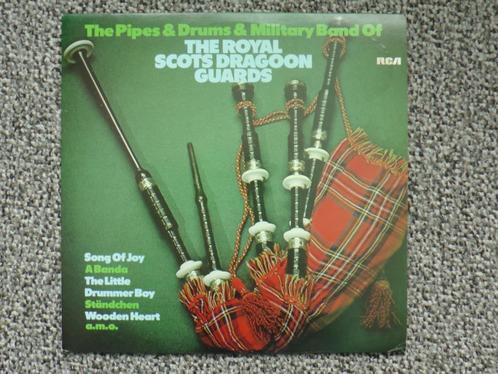 The Pipes & Drums & Military Band Of
THE ROYAL
SCOTS DRAGOON
GUARDS
RCA
Song Of Joy
A Banda
The Little
Drummer Boy
Ständchen
Wooden Heart
a.m.o.